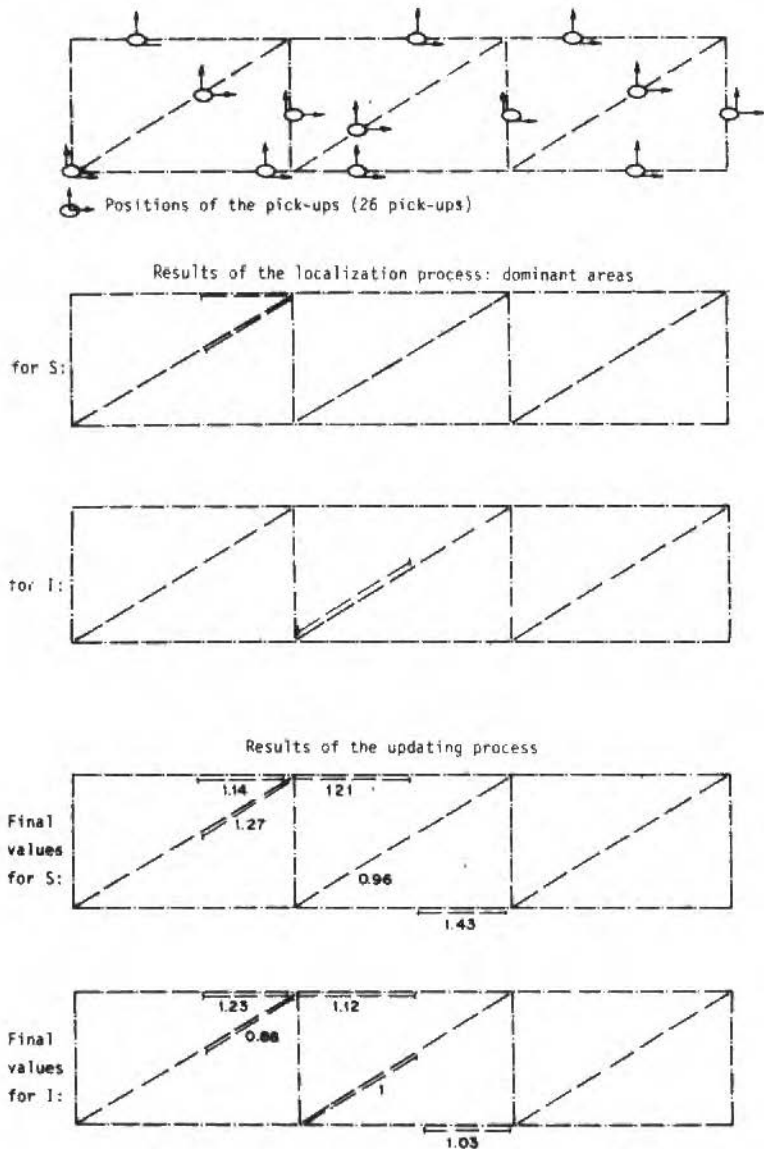 Positions of the pick-ups (26 pick-ups)
Results of the localization process: dominant areas
for S:
for I:
Results of the updating process
1.14 121
1.27
Final
values
for S:
0.96
1.43
1.23 1.12
0.88
Final
values
for I:
1
1.03